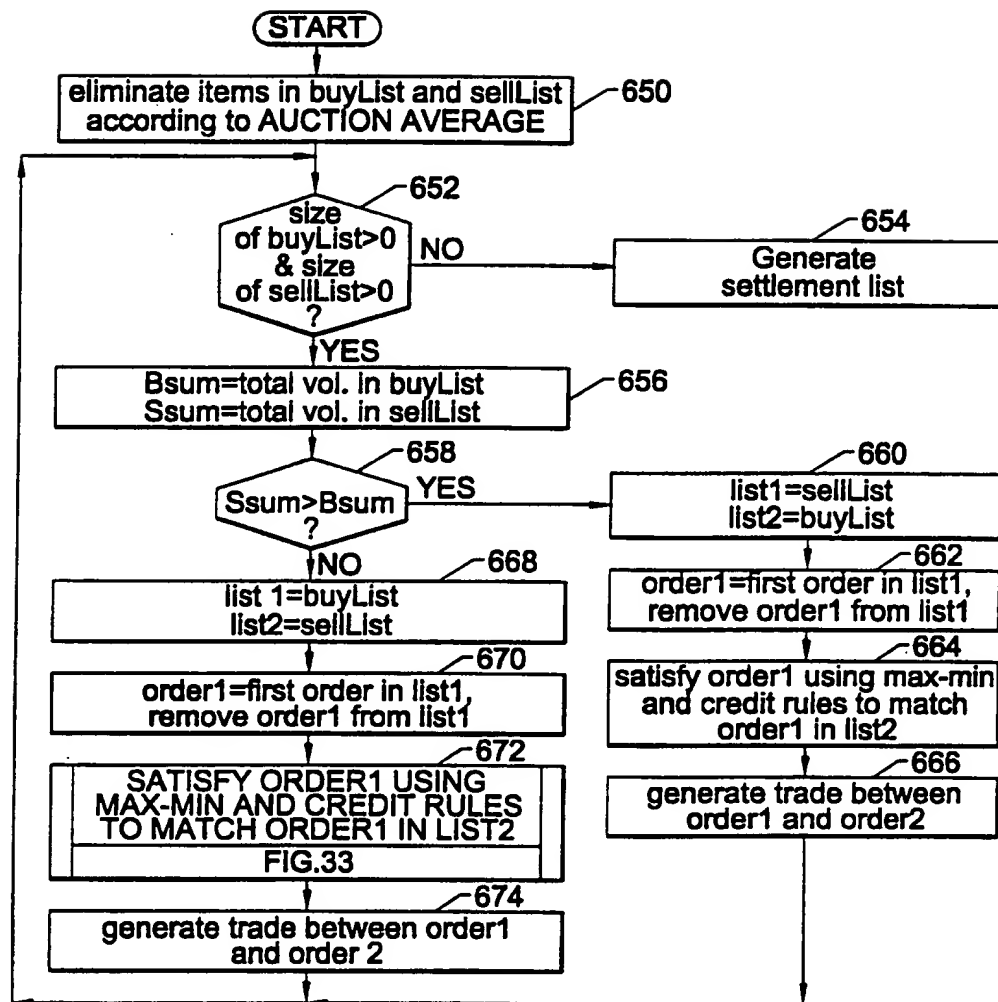 START
eliminate items in buyList and sellList
according to AUCTION AVERAGE
650
652
size
of buyList>0
& size
of sellList>0
?
NO
654
Generate
settlement list
YES
Bsum=total vol. in buyList
Ssum=total vol. in sellList
656
658
Ssum>Bsum
?
YES
660
list1=sellList
list2=buyList
662
order1=first order in list1,
remove order1 from list1
664
satisfy order1 using max-min
and credit rules to match
order1 in list2
666
generate trade between
order1 and order2
NO
668
list 1=buyList
list2=sellList
670
order1=first order in list1,
remove order1 from list1
672
SATISFY ORDER1 USING
MAX-MIN AND CREDIT RULES
TO MATCH ORDER1 IN LIST2
FIG.33
674
generate trade between order1
and order 2